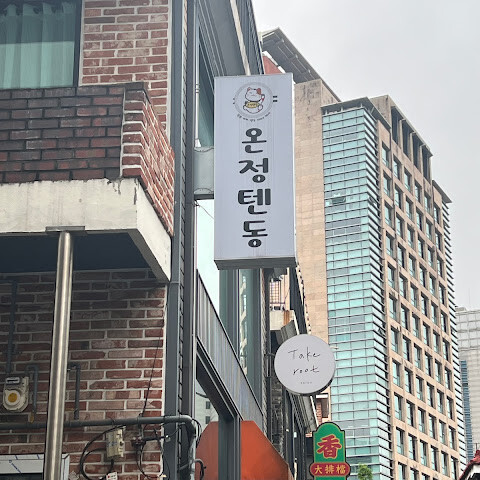 온정텐동
Take
root
香
大排檔